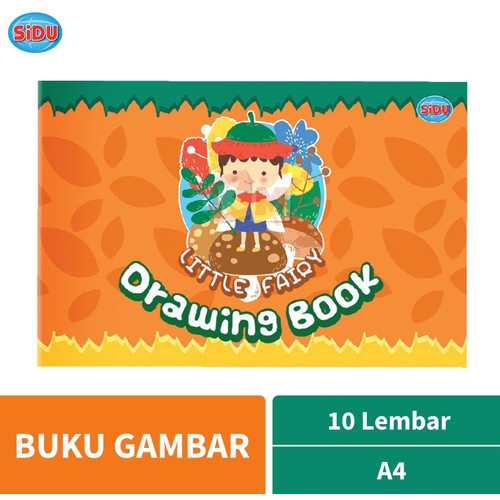 SiDU
SiDU
LITTLE FAIRY
Drawing Book
BUKU GAMBAR
10 Lembar
A4